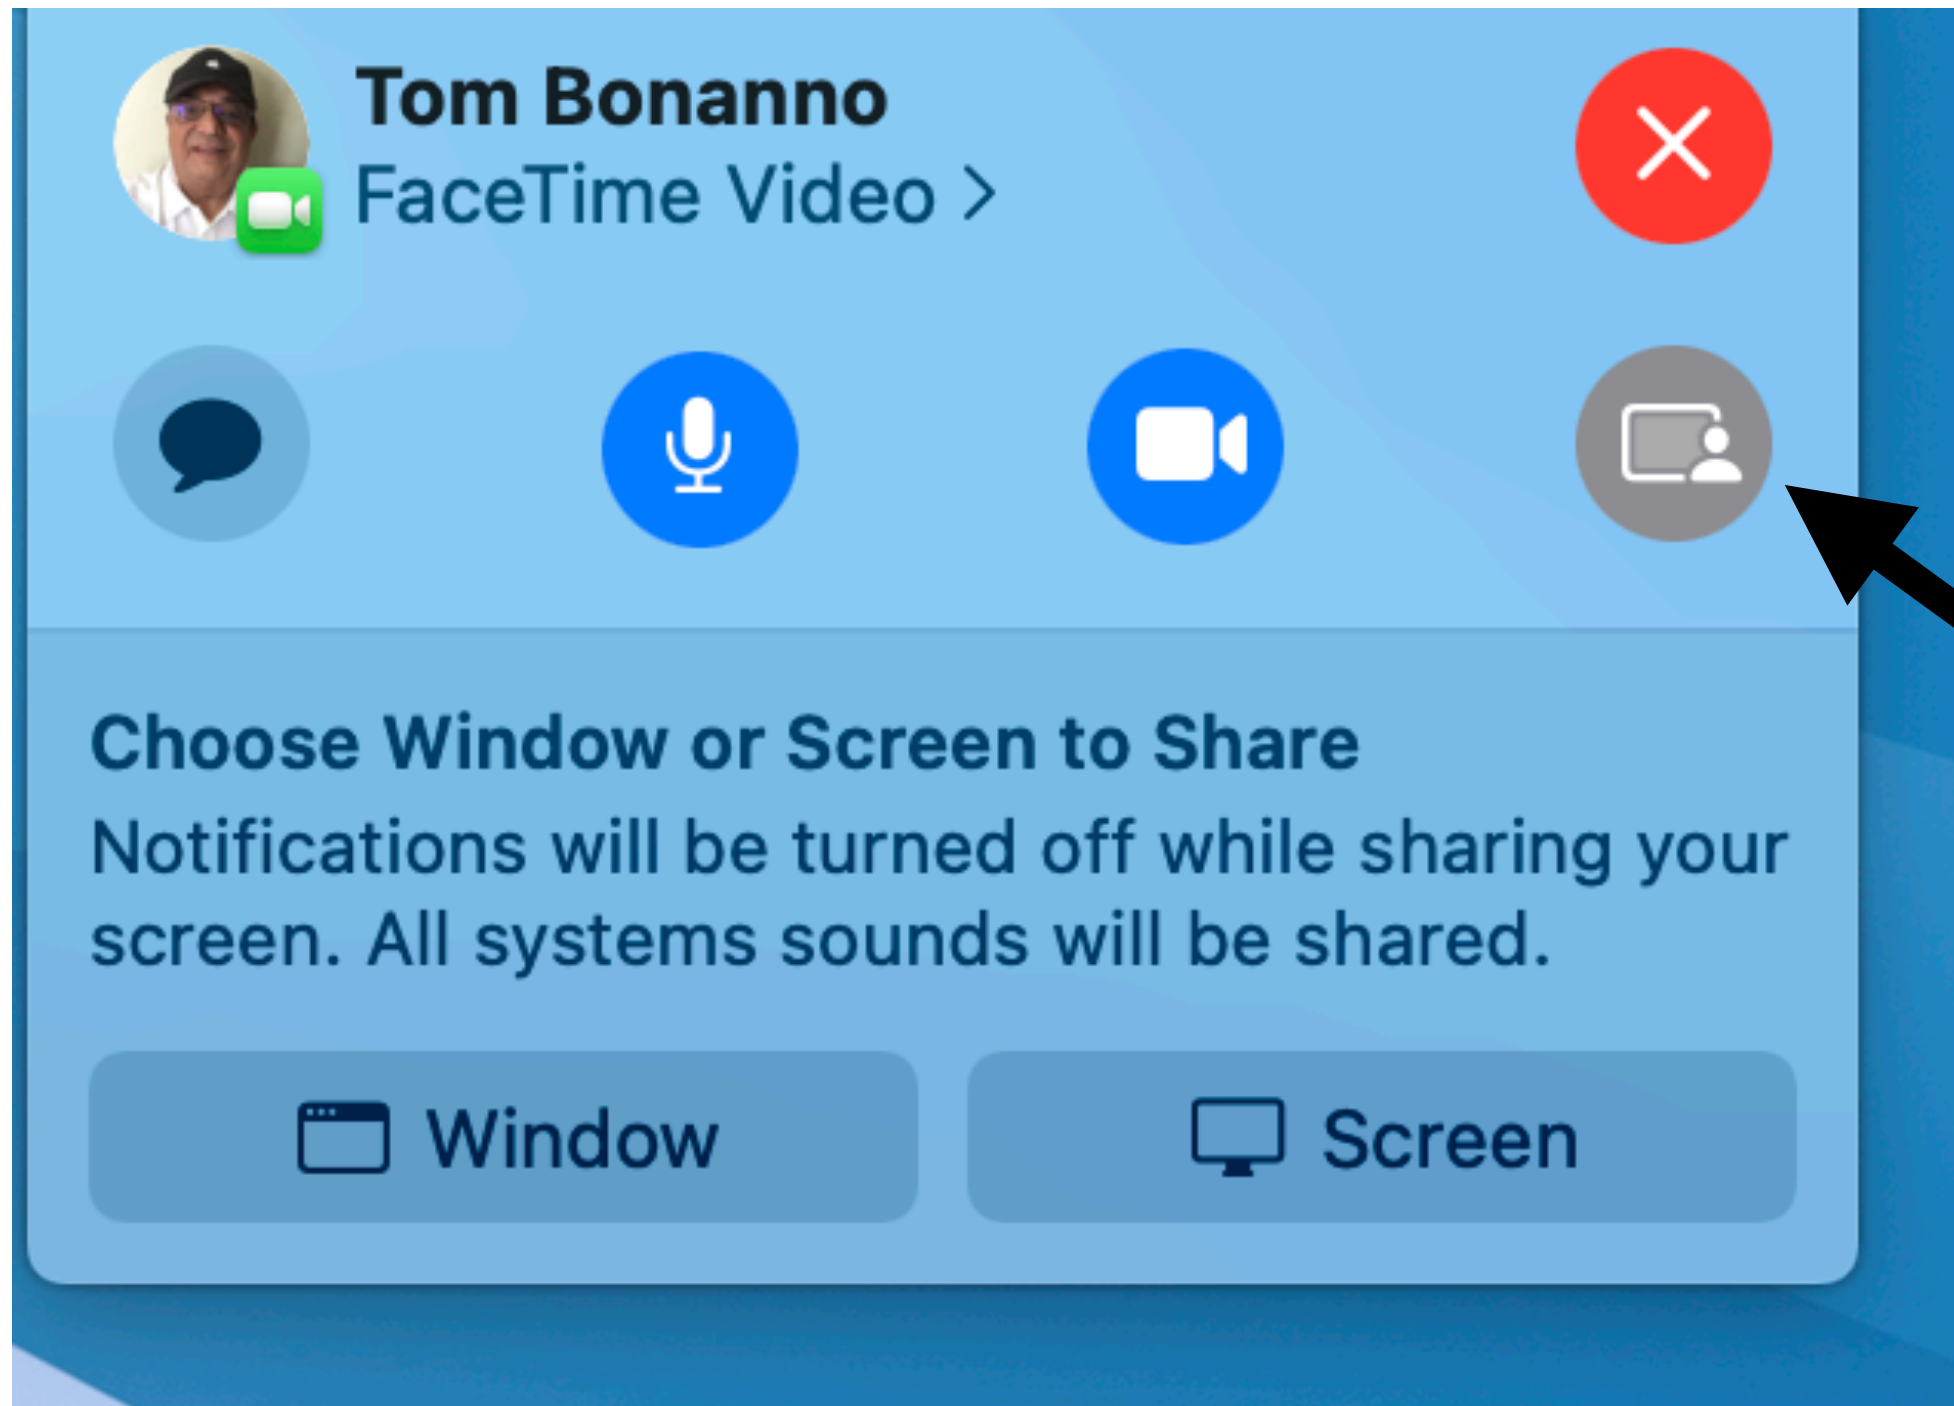 Tom Bonanno
FaceTime Video >
Choose Window or Screen to Share
Notifications will be turned off while sharing your
screen. All systems sounds will be shared.
Window
Screen